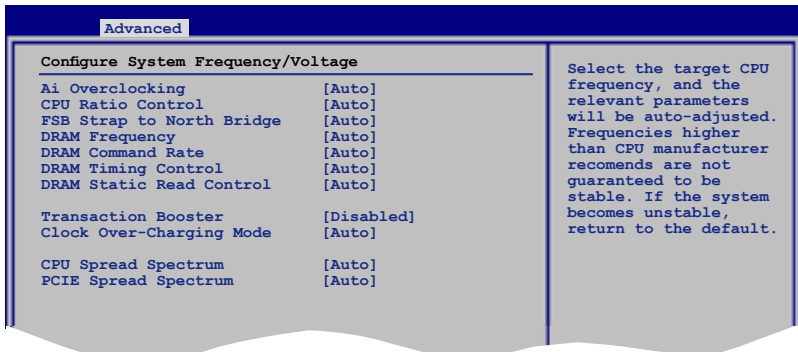 Advanced
Configure System Frequency/Voltage
Ai Overclocking [Auto]
CPU Ratio Control [Auto]
FSB Strap to North Bridge [Auto]
DRAM Frequency [Auto]
DRAM Command Rate [Auto]
DRAM Timing Control [Auto]
DRAM Static Read Control [Auto]
Transaction Booster [Disabled]
Clock Over-Charging Mode [Auto]
CPU Spread Spectrum [Auto]
PCIE Spread Spectrum [Auto]
Select the target CPU
frequency, and the
relevant parameters
will be auto-adjusted.
Frequencies higher
than CPU manufacturer
recomends are not
guaranteed to be
stable. If the system
becomes unstable,
return to the default.